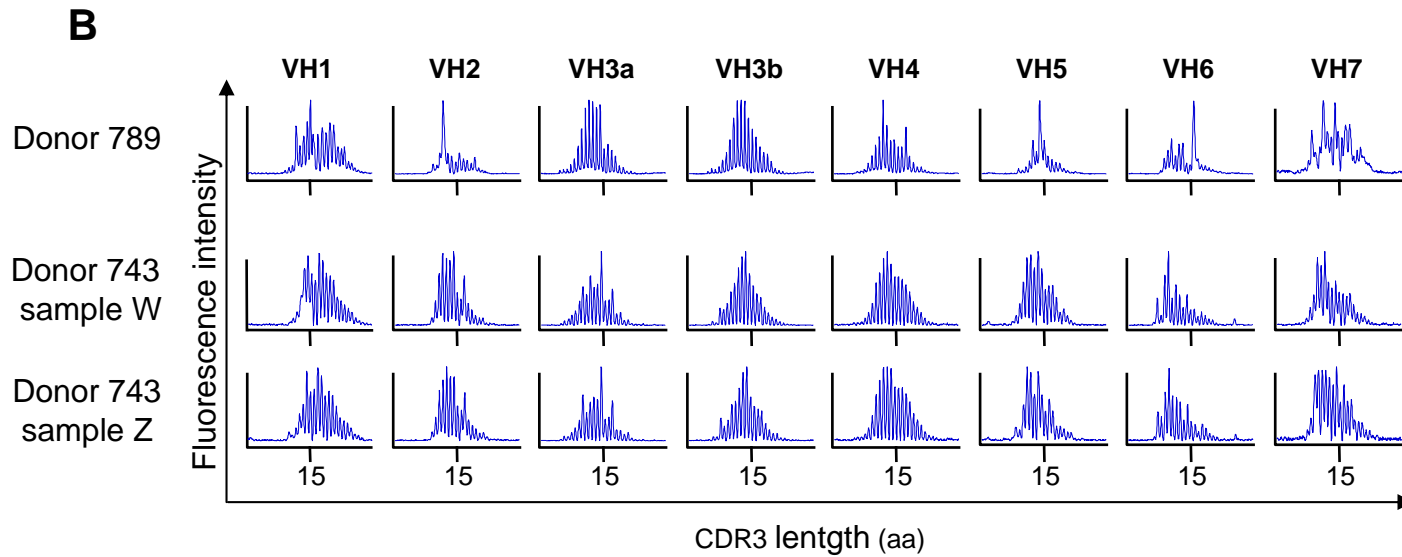 B
VH1 VH2 VH3a VH3b VH4 VH5 VH6 VH7
Donor 789
Donor 743
sample W
Donor 743
sample Z
Fluorescence intensity
15 15 15 15 15 15 15 15
CDR3 lentgth (aa)